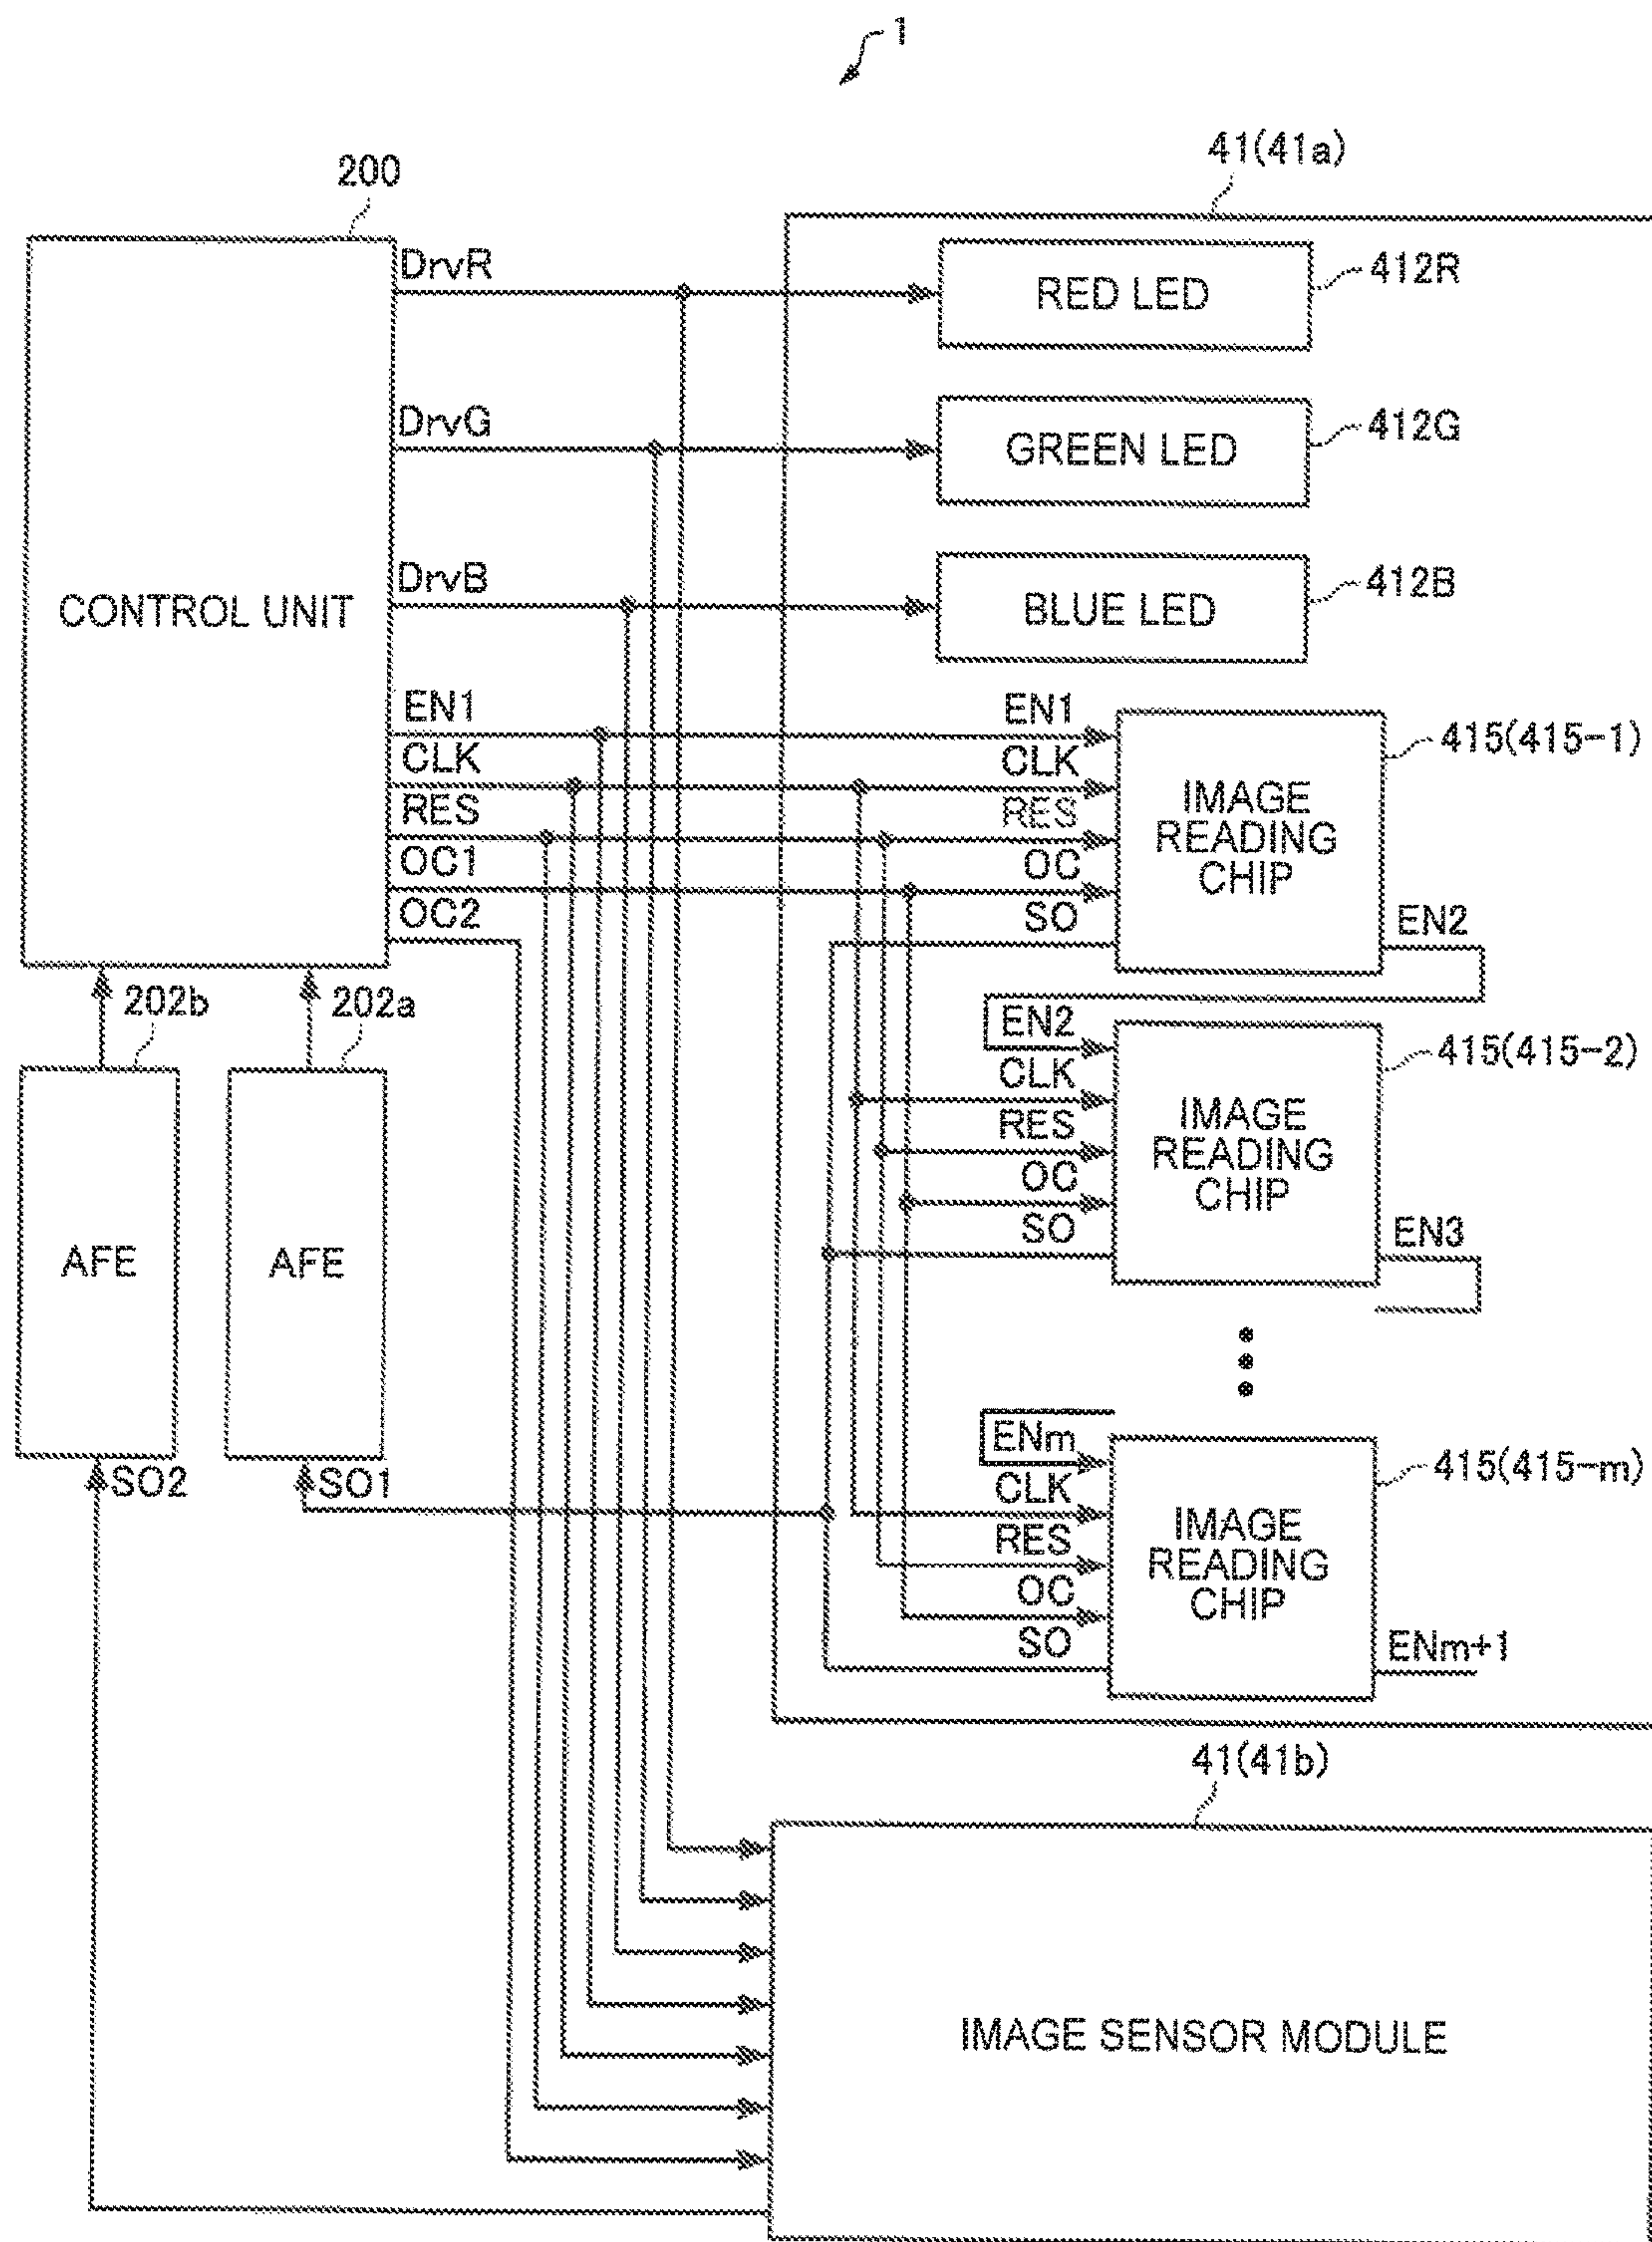 1
41(41a)
200
DrvR
RED LED
412R
DrvG
GREEN LED
412G
DrvB
BLUE LED
412B
CONTROL UNIT
EN1
CLK
RES
OC1
OC2
EN1
CLK
RES
OC
SO
IMAGE
READING
CHIP
415(415-1)
EN2
202b
202a
EN2
CLK
RES
OC
SO
IMAGE
READING
CHIP
415(415-2)
EN3
AFE
AFE
SO2
SO1
ENm
CLK
RES
OC
SO
IMAGE
READING
CHIP
415(415-m)
ENm+1
41(41b)
IMAGE SENSOR MODULE